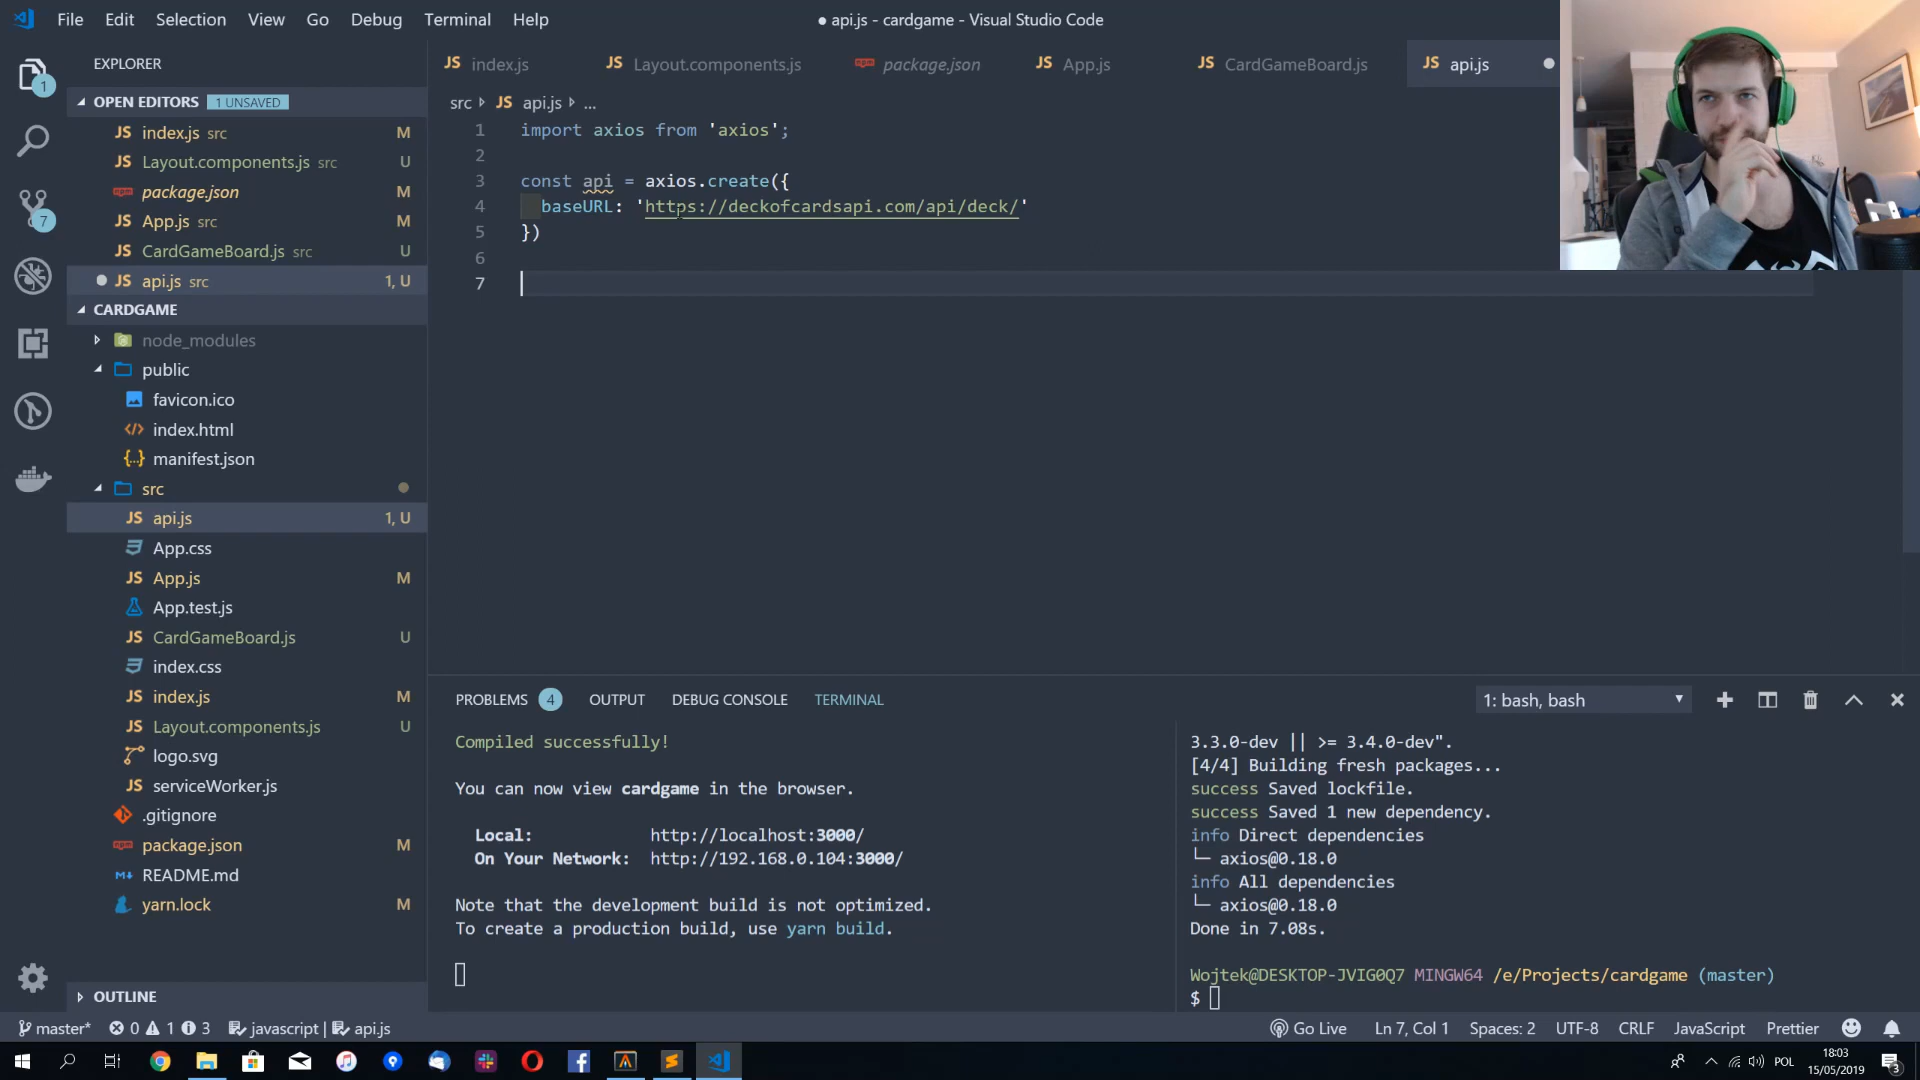 File Edit Selection View Go Debug Terminal Help
● api.js - cardgame - Visual Studio Code
EXPLORER
1
7
OPEN EDITORS 1 UNSAVED
JS index.js src M
JS Layout.components.js src U
package.json M
JS App.js src M
JS CardGameBoard.js src U
JS api.js src 1, U
CARDGAME
node_modules
public
favicon.ico
index.html
manifest.json
src
JS api.js 1, U
App.css
JS App.js M
App.test.js
JS CardGameBoard.js U
index.css
JS index.js M
JS Layout.components.js U
logo.svg
JS serviceWorker.js
.gitignore
package.json M
README.md
yarn.lock M
OUTLINE
JS index.js JS Layout.components.js package.json JS App.js JS CardGameBoard.js JS api.js
src JS api.js ...
1 import axios from 'axios';
2
3 const api = axios.create({
4 baseURL: 'https://deckofcardsapi.com/api/deck/'
5 })
6
7
PROBLEMS 4 OUTPUT DEBUG CONSOLE TERMINAL
1: bash, bash
Compiled successfully!
You can now view cardgame in the browser.
Local: http://localhost:3000/
On Your Network: http://192.168.0.104:3000/
Note that the development build is not optimized.
To create a production build, use yarn build.
3.3.0-dev || >= 3.4.0-dev".
[4/4] Building fresh packages...
success Saved lockfile.
success Saved 1 new dependency.
info Direct dependencies
└─ axios@0.18.0
info All dependencies
└─ axios@0.18.0
Done in 7.08s.
Wojtek@DESKTOP-JVIG0Q7 MINGW64 /e/Projects/cardgame (master)
$
master* 0 1 3 javascript | api.js
Go Live Ln 7, Col 1 Spaces: 2 UTF-8 CRLF JavaScript Prettier
POL
18:03
15/05/2019
3